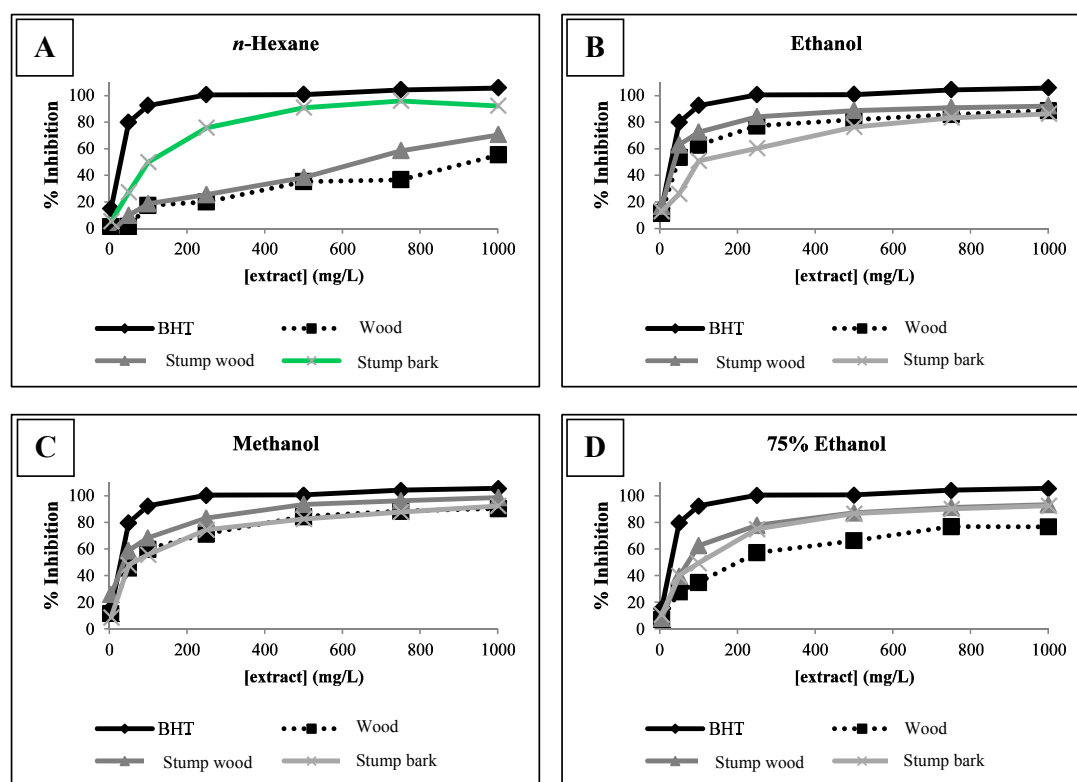 A
n-Hexane
% Inhibition
100
80
60
40
20
0
0 200 400 600 800 1000
[extract] (mg/L)
BHT Wood
Stump wood Stump bark
B
Ethanol
% Inhibition
100
80
60
40
20
0
0 200 400 600 800 1000
[extract] (mg/L)
BHT Wood
Stump wood Stump bark
C
Methanol
% Inhibition
100
80
60
40
20
0
0 200 400 600 800 1000
[extract] (mg/L)
BHT Wood
Stump wood Stump bark
D
75% Ethanol
% Inhibition
100
80
60
40
20
0
0 200 400 600 800 1000
[extract] (mg/L)
BHT Wood
Stump wood Stump bark